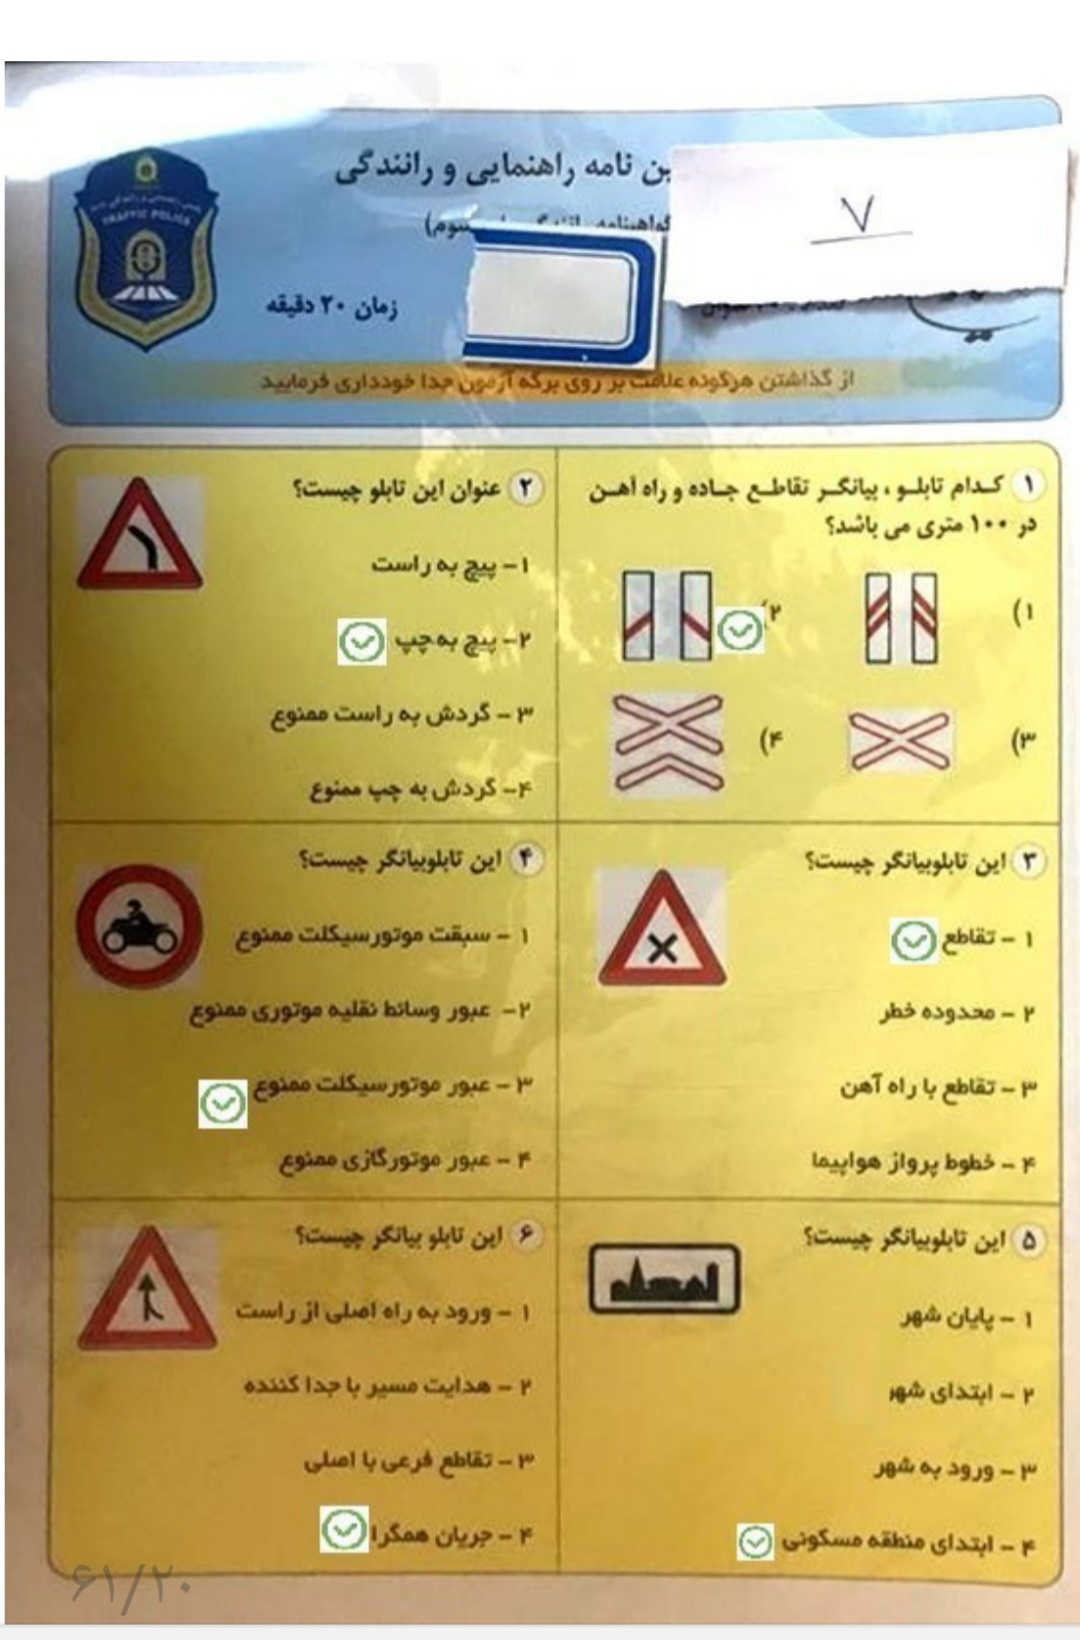 ین نامه راهنمایی و رانندگی
۷
سوم)
زمان ۲۰ دقیقه
TRAFFIC POLICE
از گذاشتن هرگونه علامت بر روی برگه آزمون جدا خودداری فرمایید
۱ کدام تابلو، بیانگر تقاطع جاده و راه آهن
در ۱۰۰ متری می باشد؟
۱)
۲)
۳)
۴)
۲ عنوان این تابلو چیست؟
۱- پیچ به راست
۲- پیچ به چپ
۳- گردش به راست ممنوع
۴- گردش به چپ ممنوع
۳ این تابلوبیانگر چیست؟
۱- تقاطع
۲- محدوده خطر
۳- تقاطع با راه آهن
۴- خطوط پرواز هواپیما
۴ این تابلوبیانگر چیست؟
۱- سبقت موتورسیکلت ممنوع
۲- عبور وسائط نقلیه موتوری ممنوع
۳- عبور موتورسیکلت ممنوع
۴- عبور موتورگازی ممنوع
۵ این تابلوبیانگر چیست؟
۱- پایان شهر
۲- ابتدای شهر
۳- ورود به شهر
۴- ابتدای منطقه مسکونی
۶ این تابلو بیانگر چیست؟
۱- ورود به راه اصلی از راست
۲- هدایت مسیر با جدا کننده
۳- تقاطع فرعی با اصلی
۴- جریان همگرا
۶۱/۲۰